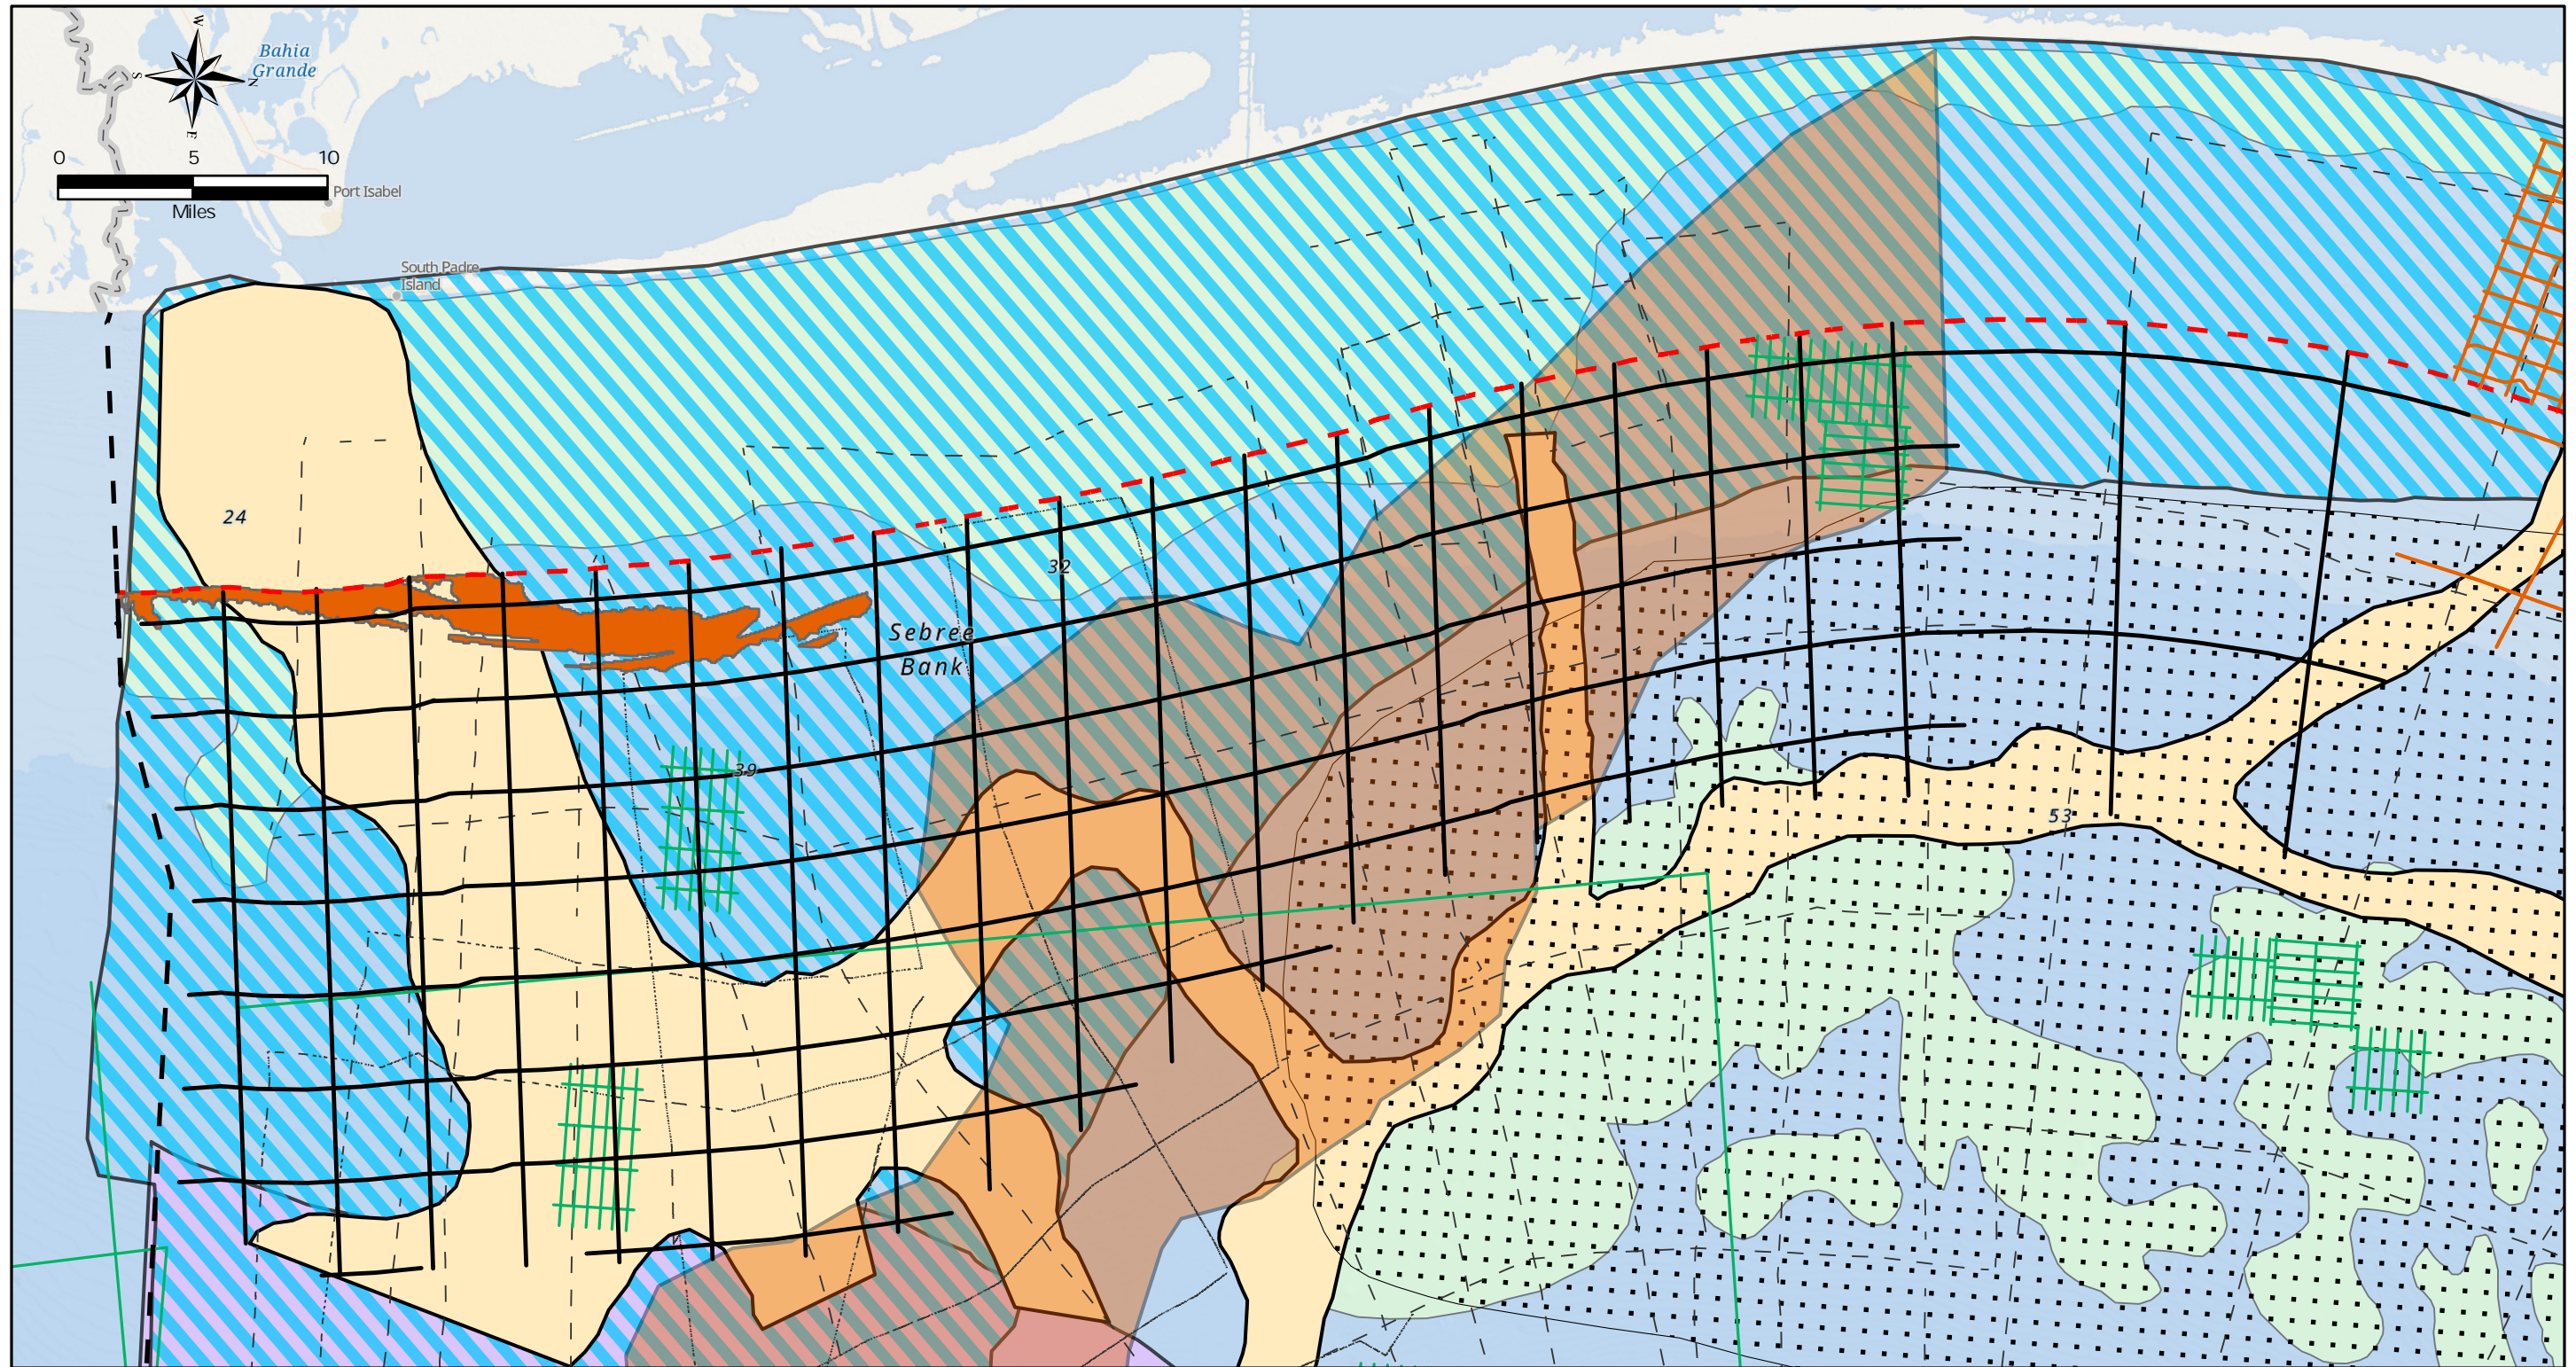 W
S
N
E
Bahia
Grande
0 5 10
Miles
Port Isabel
South Padre
Island
24
32
Sebree
Bank
39
53